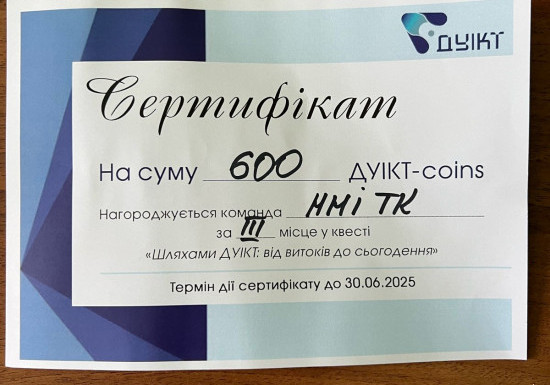 ДУІКТ
Сертифікат
На суму 600 ДУІКТ-coins
Нагороджується команда ННІ ТК
за III місце у квесті
«Шляхами ДУІКТ: від витоків до сьогодення»
Термін дії сертифікату до 30.06.2025